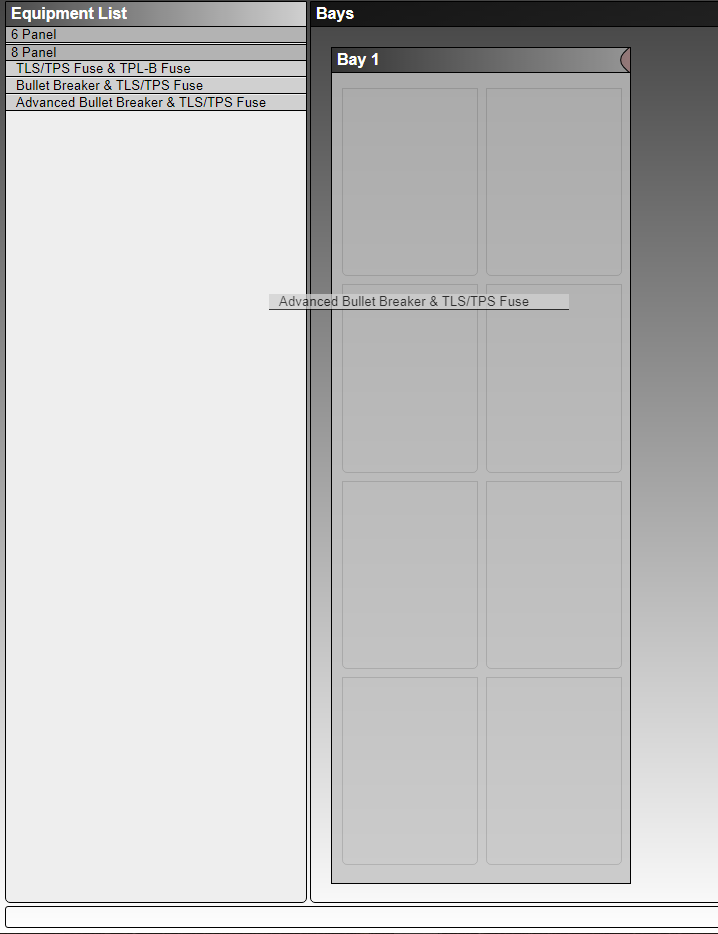 Equipment List
6 Panel
8 Panel
TLS/TPS Fuse & TPL-B Fuse
Bullet Breaker & TLS/TPS Fuse
Advanced Bullet Breaker & TLS/TPS Fuse
Bays
Bay 1
Advanced Bullet Breaker & TLS/TPS Fuse